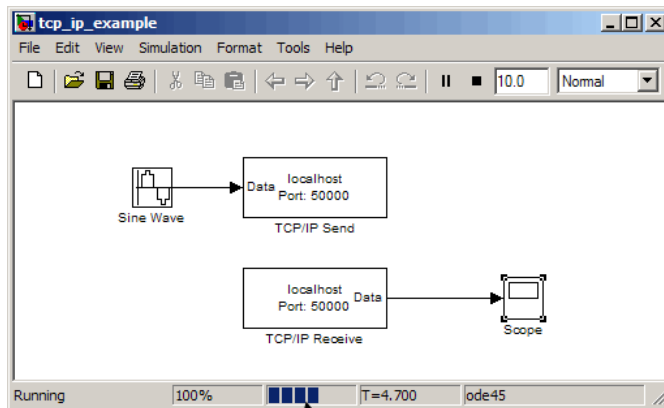 tcp_ip_example
File Edit View Simulation Format Tools Help
10.0 Normal
Data localhost
Port: 50000
Sine Wave
TCP/IP Send
localhost
Port: 50000 Data
TCP/IP Receive
Scope
Running 100% T=4.700 ode45